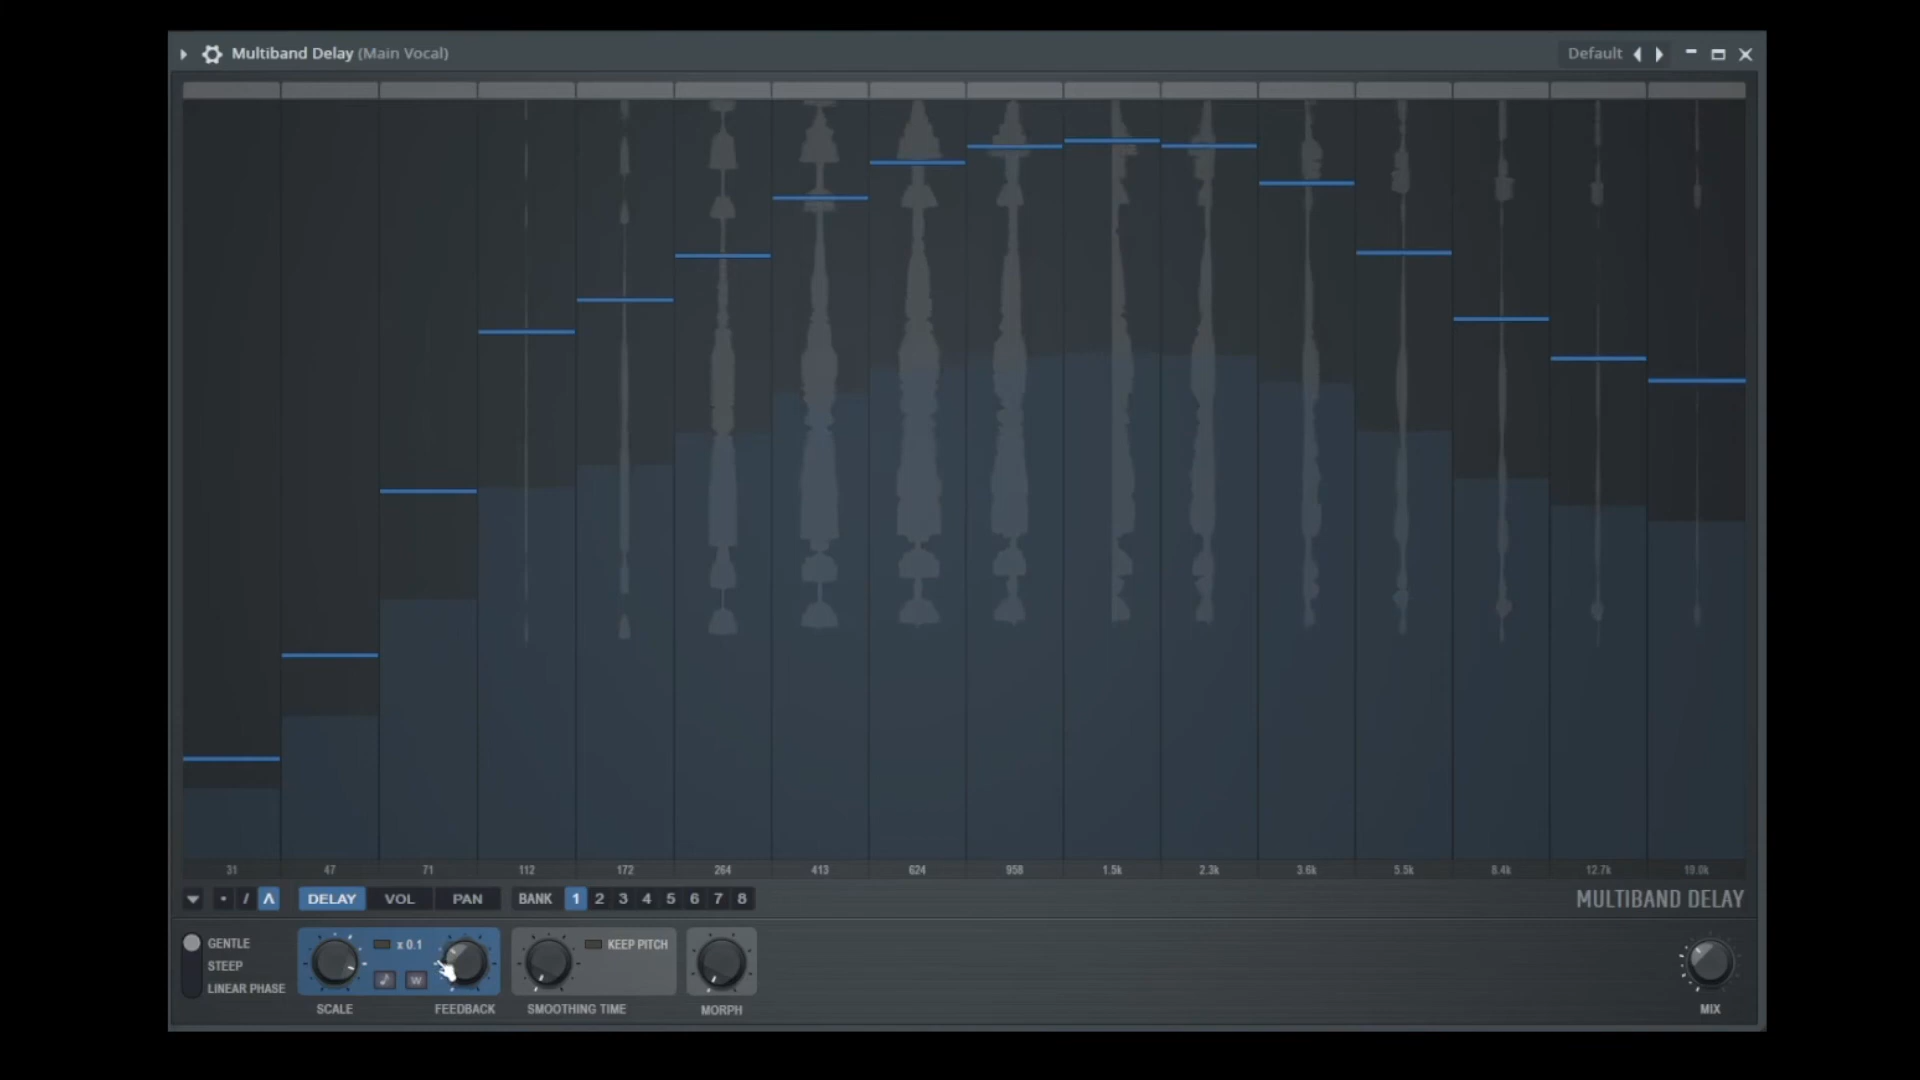 Multiband Delay (Main Vocal) Default
31 47 71 112 172 264 413 624 958 1.5k 2.3k 3.6k 5.5k 8.4k 12.7k 19.0k
DELAY VOL PAN BANK 1 2 3 4 5 6 7 8 MULTIBAND DELAY
GENTLE
STEEP
LINEAR PHASE
x 0.1
W
SCALE FEEDBACK
KEEP PITCH
SMOOTHING TIME
MORPH
MIX